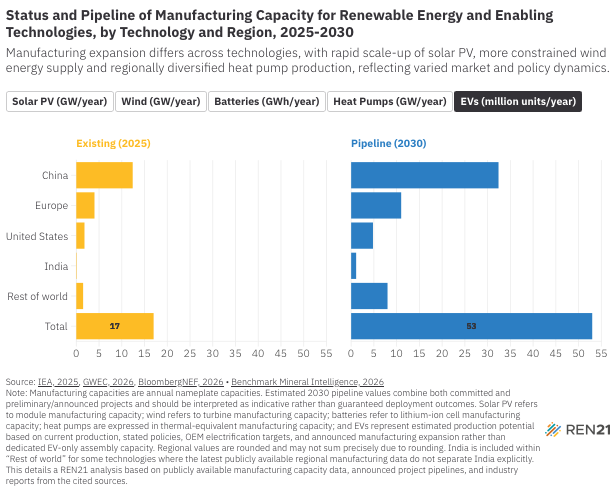 Status and Pipeline of Manufacturing Capacity for Renewable Energy and Enabling
Technologies, by Technology and Region, 2025-2030
Manufacturing expansion differs across technologies, with rapid scale-up of solar PV, more constrained wind
energy supply and regionally diversified heat pump production, reflecting varied market and policy dynamics.
Solar PV (GW/year) Wind (GW/year) Batteries (GWh/year) Heat Pumps (GW/year) EVs (million units/year)
Existing (2025) Pipeline (2030)
China
Europe
United States
India
Rest of world
Total 17 53
0 5 10 15 20 25 30 35 40 45 50 55 0 5 10 15 20 25 30 35 40 45 50 55
Source: IEA, 2025, GWEC, 2026, BloombergNEF, 2026 • Benchmark Mineral Intelligence, 2026
Note: Manufacturing capacities are annual nameplate capacities. Estimated 2030 pipeline values combine both committed and
preliminary/announced projects and should be interpreted as indicative rather than guaranteed deployment outcomes. Solar PV refers
to module manufacturing capacity; wind refers to turbine manufacturing capacity; batteries refer to lithium-ion cell manufacturing
capacity; heat pumps are expressed in thermal-equivalent manufacturing capacity; and EVs represent estimated production potential
based on current production, stated policies, OEM electrification targets, and announced manufacturing expansion rather than
dedicated EV-only assembly capacity. Regional values are rounded and may not sum precisely due to rounding. India is included within
"Rest of world" for some technologies where the latest publicly available regional manufacturing data do not separate India explicitly.
This details a REN21 analysis based on publicly available manufacturing capacity data, announced project pipelines, and industry
reports from the cited sources.
REN21